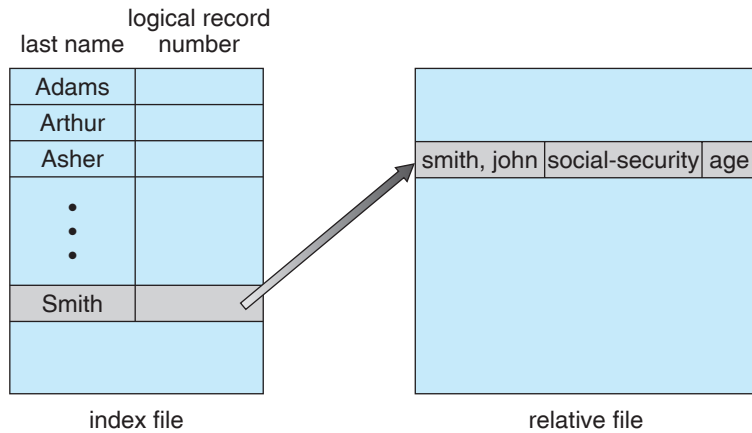 logical record
last name number
Adams
Arthur
Asher
smith, john social-security age
Smith
index file relative file